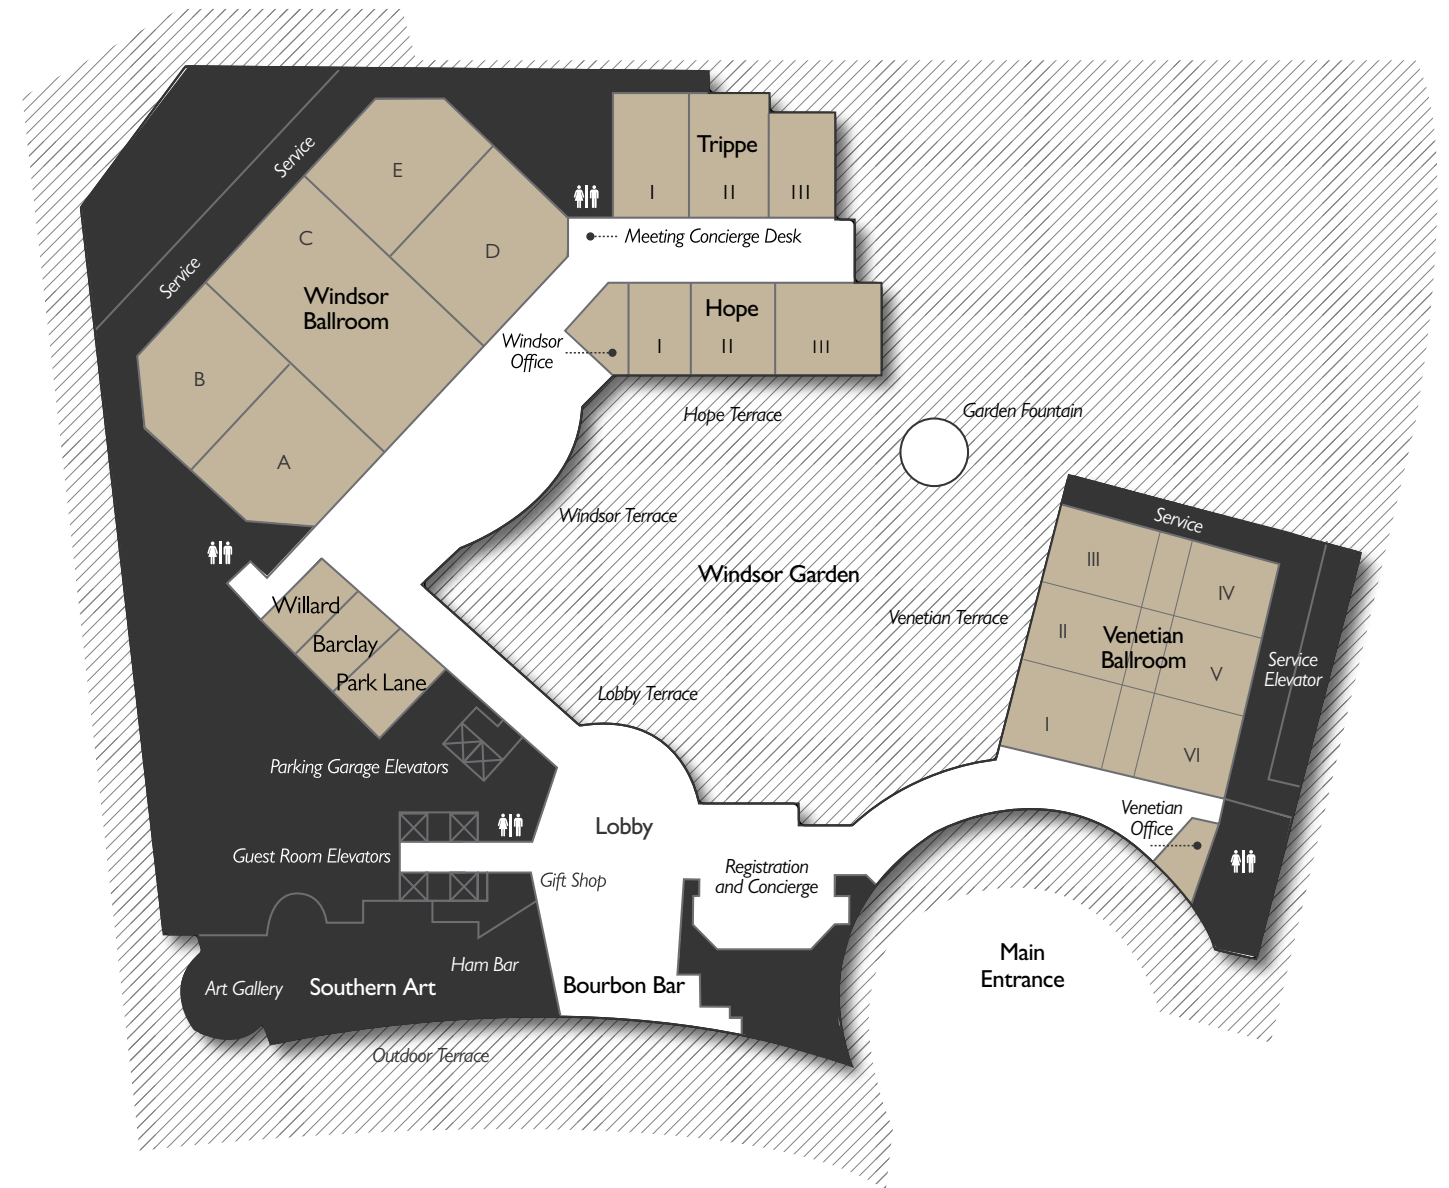 Service
E
Trippe
I
II
III
C
D
Meeting Concierge Desk
Service
Windsor
Ballroom
Hope
I
II
III
Windsor
Office
B
A
Hope Terrace
Garden Fountain
Windsor Terrace
Service
Windsor Garden
III
IV
Willard
Barclay
Park Lane
Venetian Terrace
II
Venetian
Ballroom
V
Service
Elevator
Lobby Terrace
I
VI
Parking Garage Elevators
Venetian
Office
Lobby
Guest Room Elevators
Gift Shop
Registration
and Concierge
Ham Bar
Art Gallery
Southern Art
Bourbon Bar
Main
Entrance
Outdoor Terrace